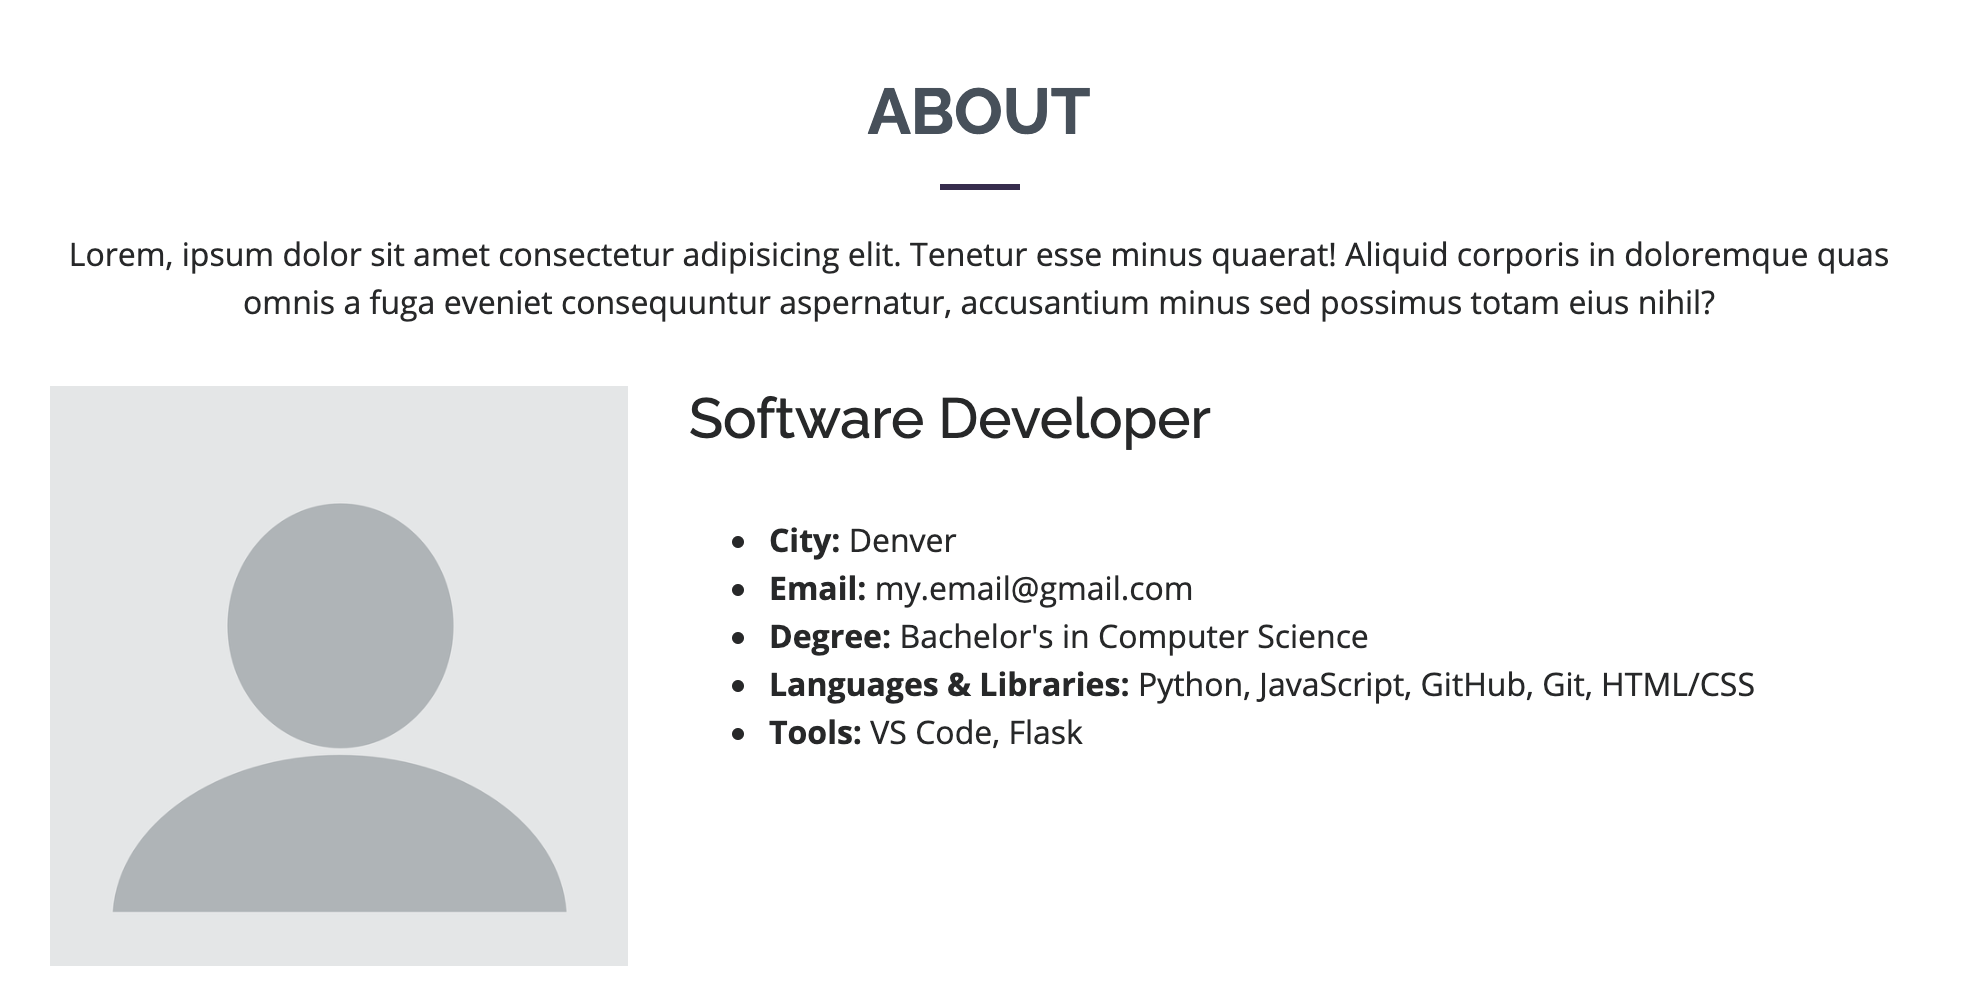 ABOUT
Lorem, ipsum dolor sit amet consectetur adipisicing elit. Tenetur esse minus quaerat! Aliquid corporis in doloremque quas
omnis a fuga eveniet consequuntur aspernatur, accusantium minus sed possimus totam eius nihil?
Software Developer
• City: Denver
• Email: my.email@gmail.com
• Degree: Bachelor's in Computer Science
• Languages & Libraries: Python, JavaScript, GitHub, Git, HTML/CSS
• Tools: VS Code, Flask